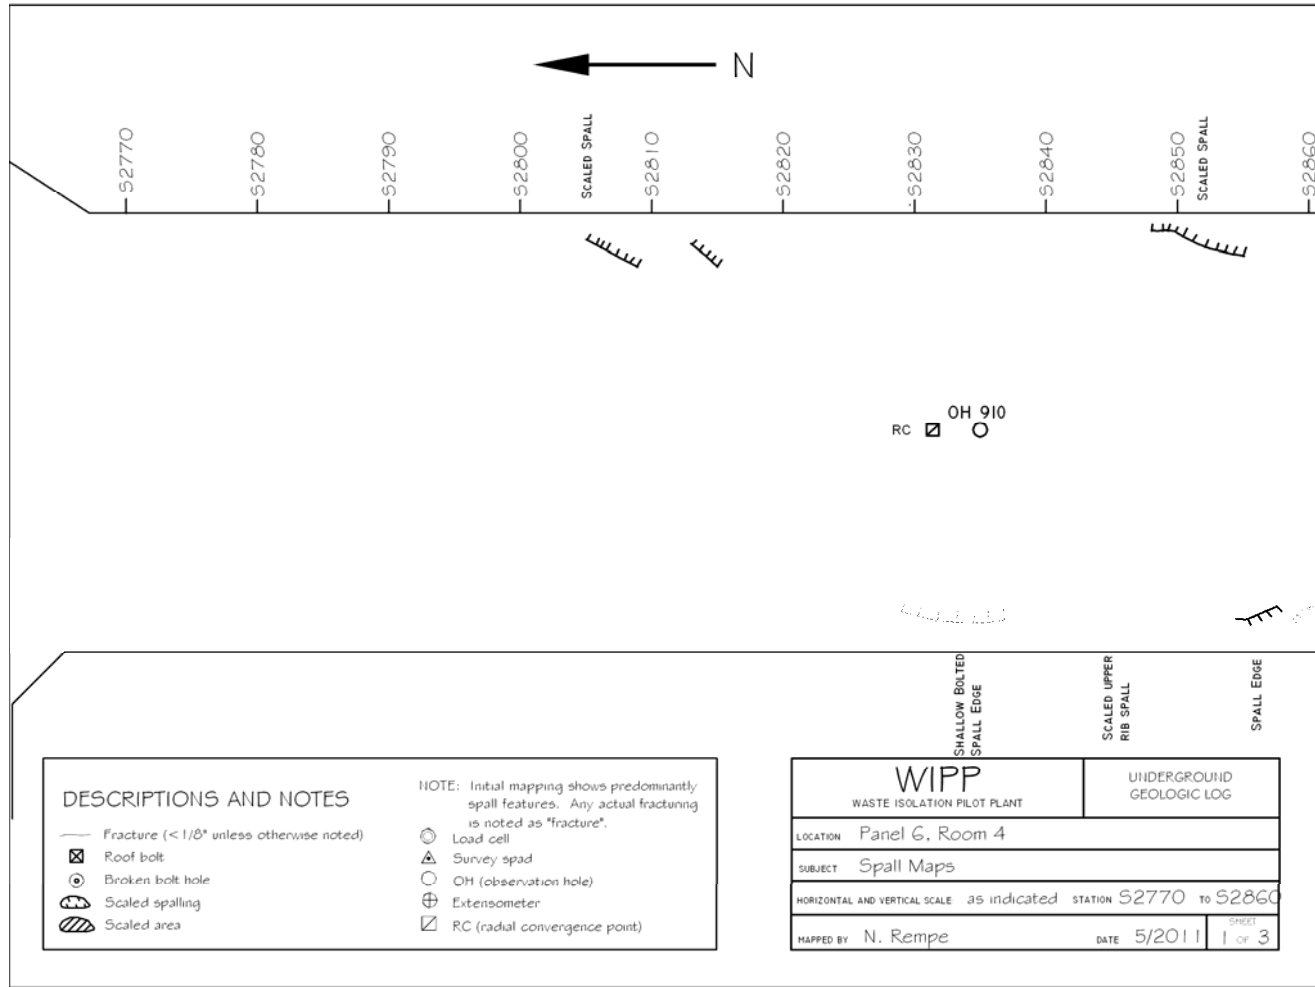 N
S2770
S2780
S2790
S2800
SCALED SPALL
S2810
S2820
S2830
S2840
S2850
SCALED SPALL
S2860
OH 910
RC
SHALLOW BOLTED
SPALL EDGE
SCALED UPPER
RIB SPALL
SPALL EDGE
DESCRIPTIONS AND NOTES
Fracture (< 1/8" unless otherwise noted)
Roof bolt
Broken bolt hole
Scaled spalling
Scaled area
NOTE: Initial mapping shows predominantly
spall features. Any actual fracturing
is noted as "fracture".
Load cell
Survey spad
OH (observation hole)
Extensometer
RC (radial convergence point)
WIPP
WASTE ISOLATION PILOT PLANT
UNDERGROUND
GEOLOGIC LOG
LOCATION Panel 6, Room 4
SUBJECT Spall Maps
HORIZONTAL AND VERTICAL SCALE: as indicated STATION S2770 TO S2860
MAPPED BY N. Rempe DATE 5/2011
SHEET
1 OF 3